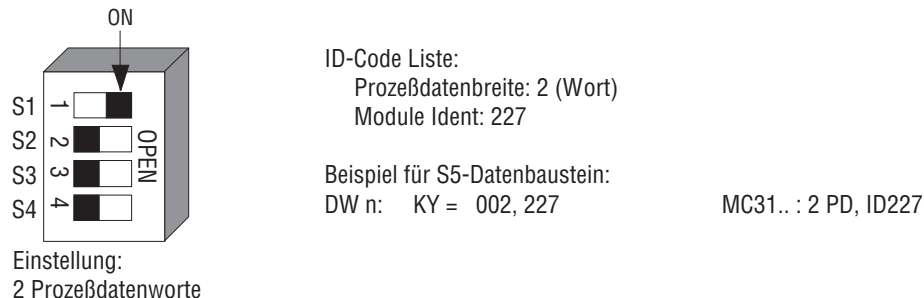 ON
S1 1
S2 2
S3 3
S4 4
OPEN
Einstellung:
2 Prozeßdatenworte
ID-Code Liste:
Prozeßdatenbreite: 2 (Wort)
Module Ident: 227
Beispiel für S5-Datenbaustein:
DW n: KY = 002, 227 MC31.. : 2 PD, ID227